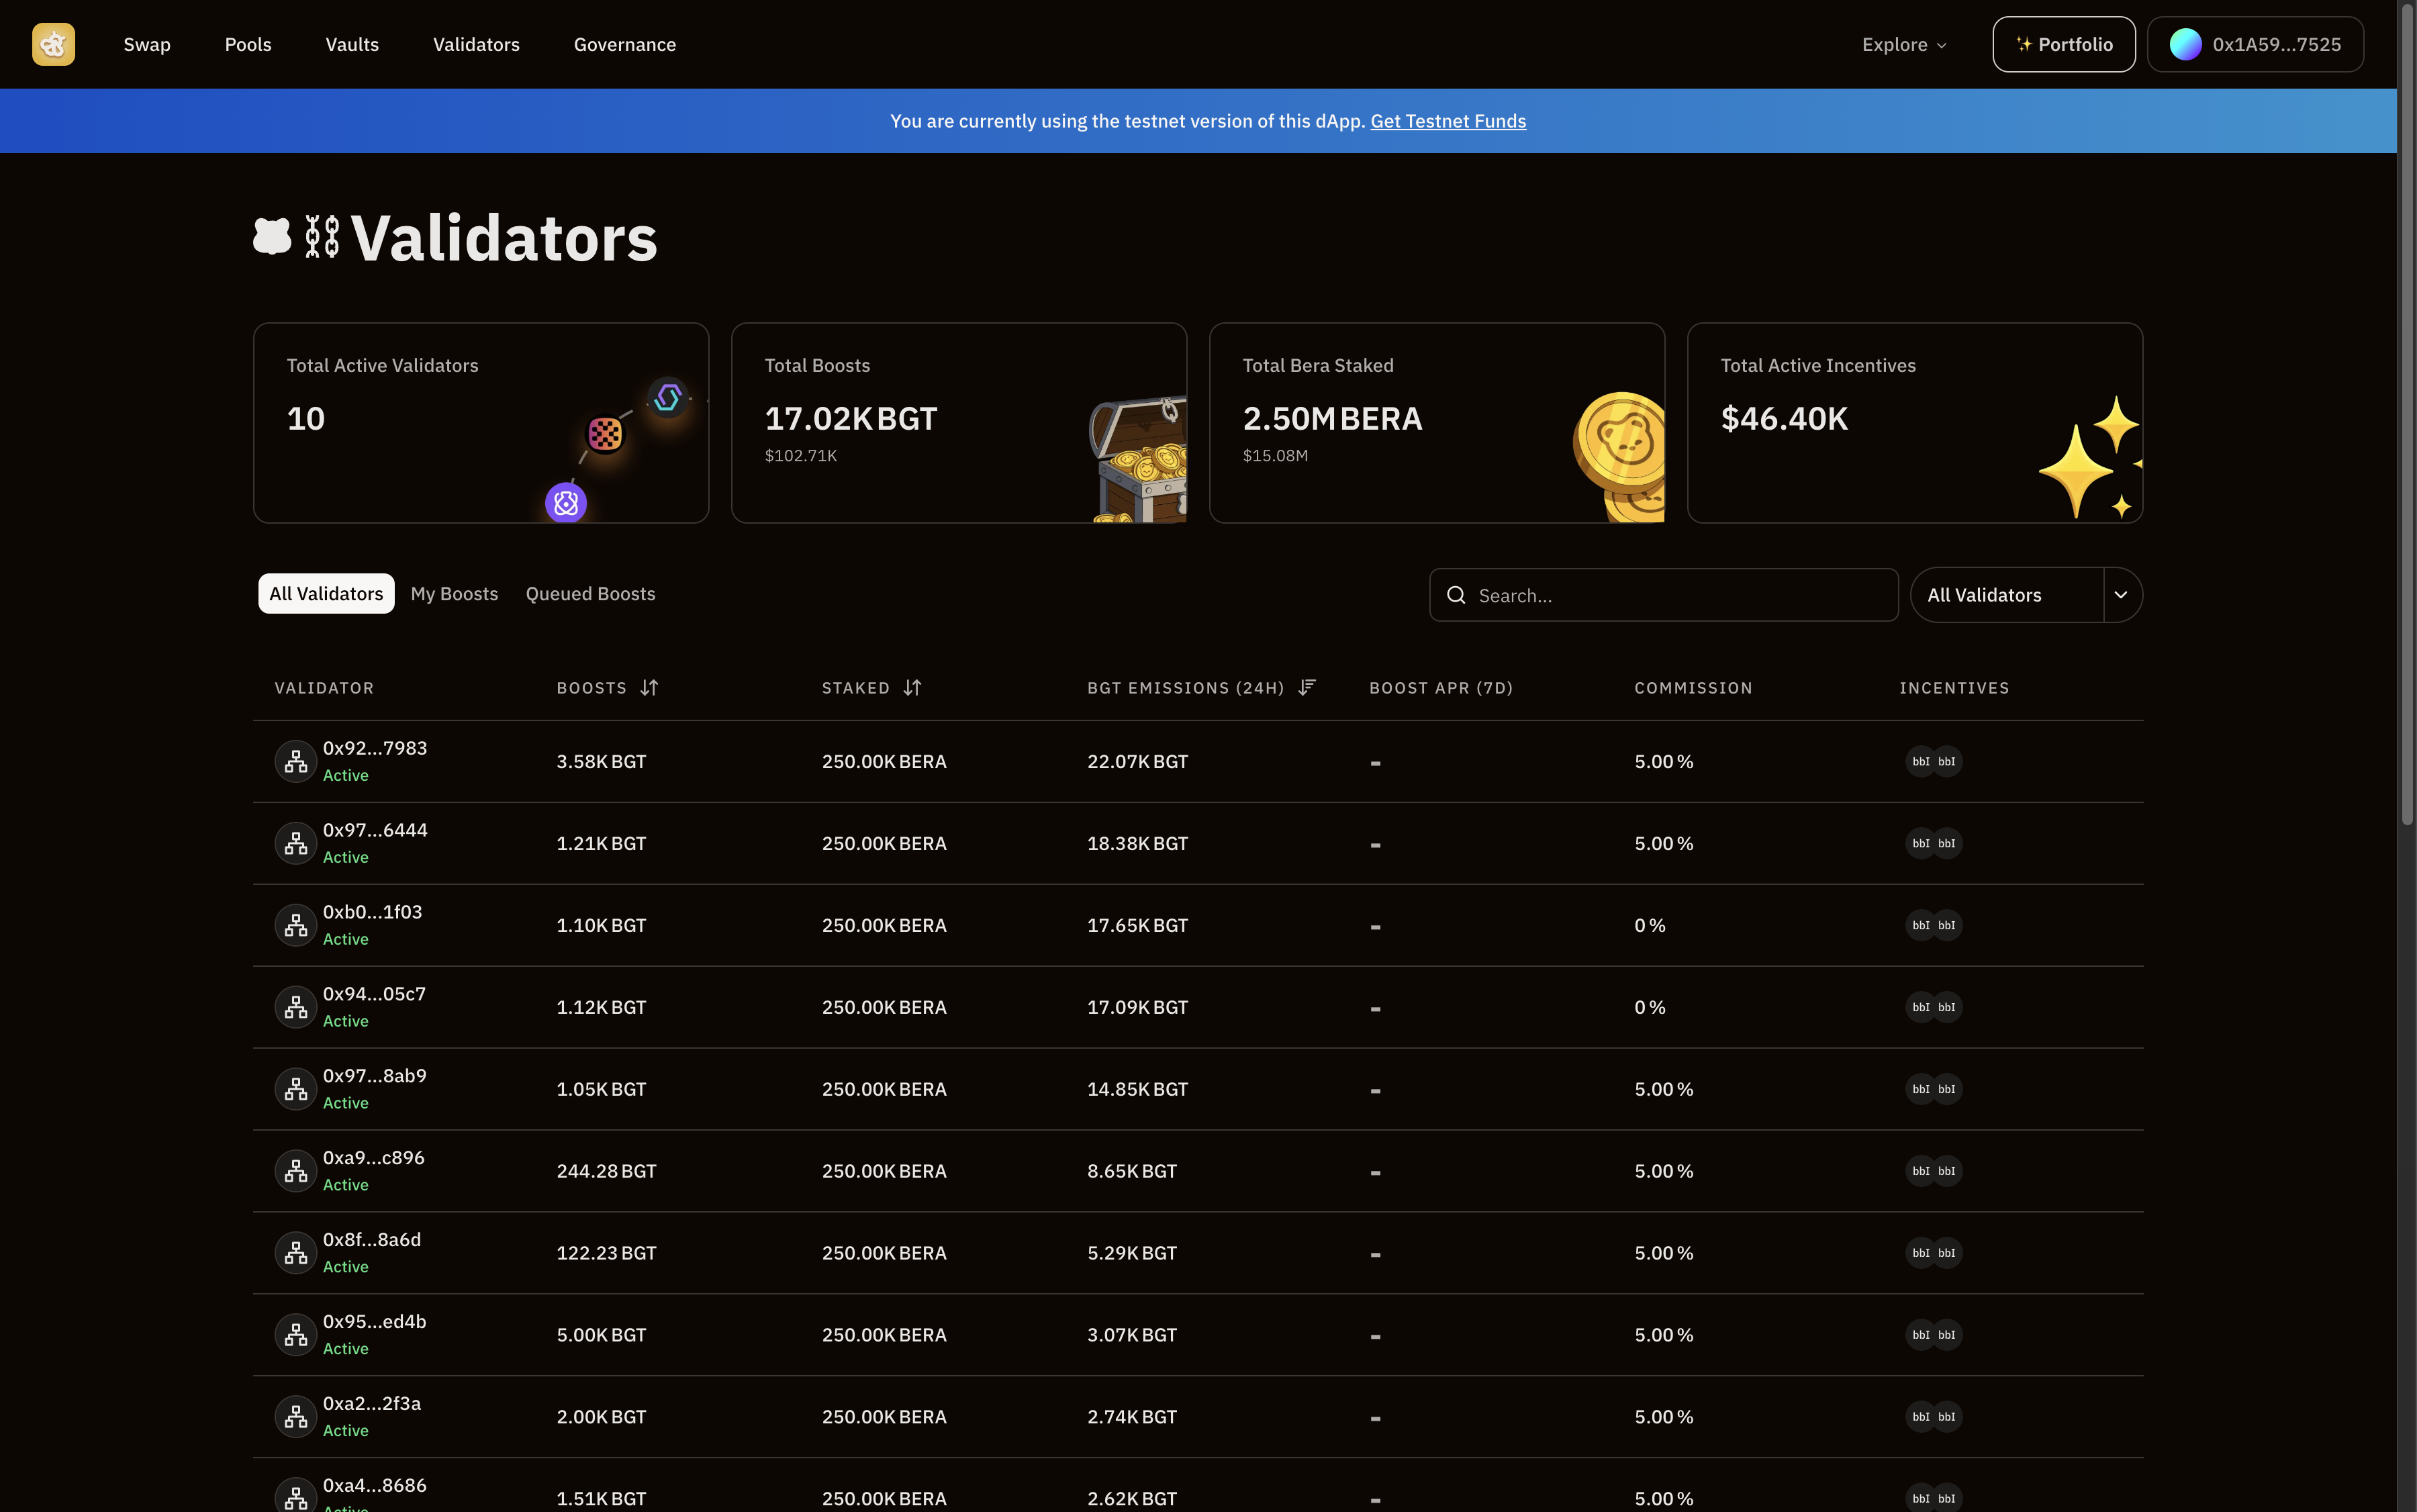 Swap Pools Vaults Validators Governance Explore ✨ Portfolio 0x1A59...7525
You are currently using the testnet version of this dApp. Get Testnet Funds
Validators
Total Active Validators
10
Total Boosts
17.02K BGT
$102.71K
Total Bera Staked
2.50M BERA
$15.08M
Total Active Incentives
$46.40K
All Validators My Boosts Queued Boosts Search... All Validators
VALIDATOR BOOSTS STAKED BGT EMISSIONS (24H) BOOST APR (7D) COMMISSION INCENTIVES
0x92...7983
Active
3.58K BGT 250.00K BERA 22.07K BGT - 5.00 % bbI bbI
0x97...6444
Active
1.21K BGT 250.00K BERA 18.38K BGT - 5.00 % bbI bbI
0xb0...1f03
Active
1.10K BGT 250.00K BERA 17.65K BGT - 0 % bbI bbI
0x94...05c7
Active
1.12K BGT 250.00K BERA 17.09K BGT - 0 % bbI bbI
0x97...8ab9
Active
1.05K BGT 250.00K BERA 14.85K BGT - 5.00 % bbI bbI
0xa9...c896
Active
244.28 BGT 250.00K BERA 8.65K BGT - 5.00 % bbI bbI
0x8f...8a6d
Active
122.23 BGT 250.00K BERA 5.29K BGT - 5.00 % bbI bbI
0x95...ed4b
Active
5.00K BGT 250.00K BERA 3.07K BGT - 5.00 % bbI bbI
0xa2...2f3a
Active
2.00K BGT 250.00K BERA 2.74K BGT - 5.00 % bbI bbI
0xa4...8686
Active
1.51K BGT 250.00K BERA 2.62K BGT - 5.00 % bbI bbI